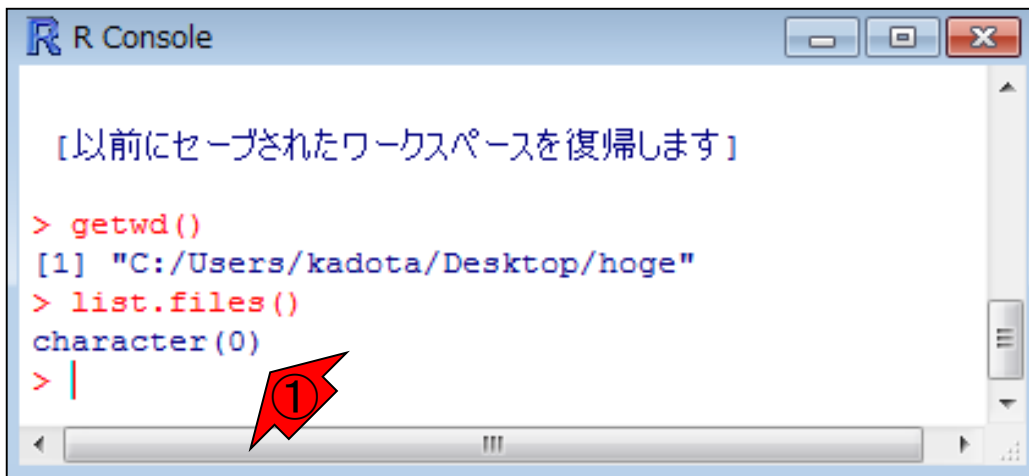 R Console
[以前にセーブされたワークスペースを復帰します]
> getwd()
[1] "C:/Users/kadota/Desktop/hoge"
> list.files()
character(0)
>
①